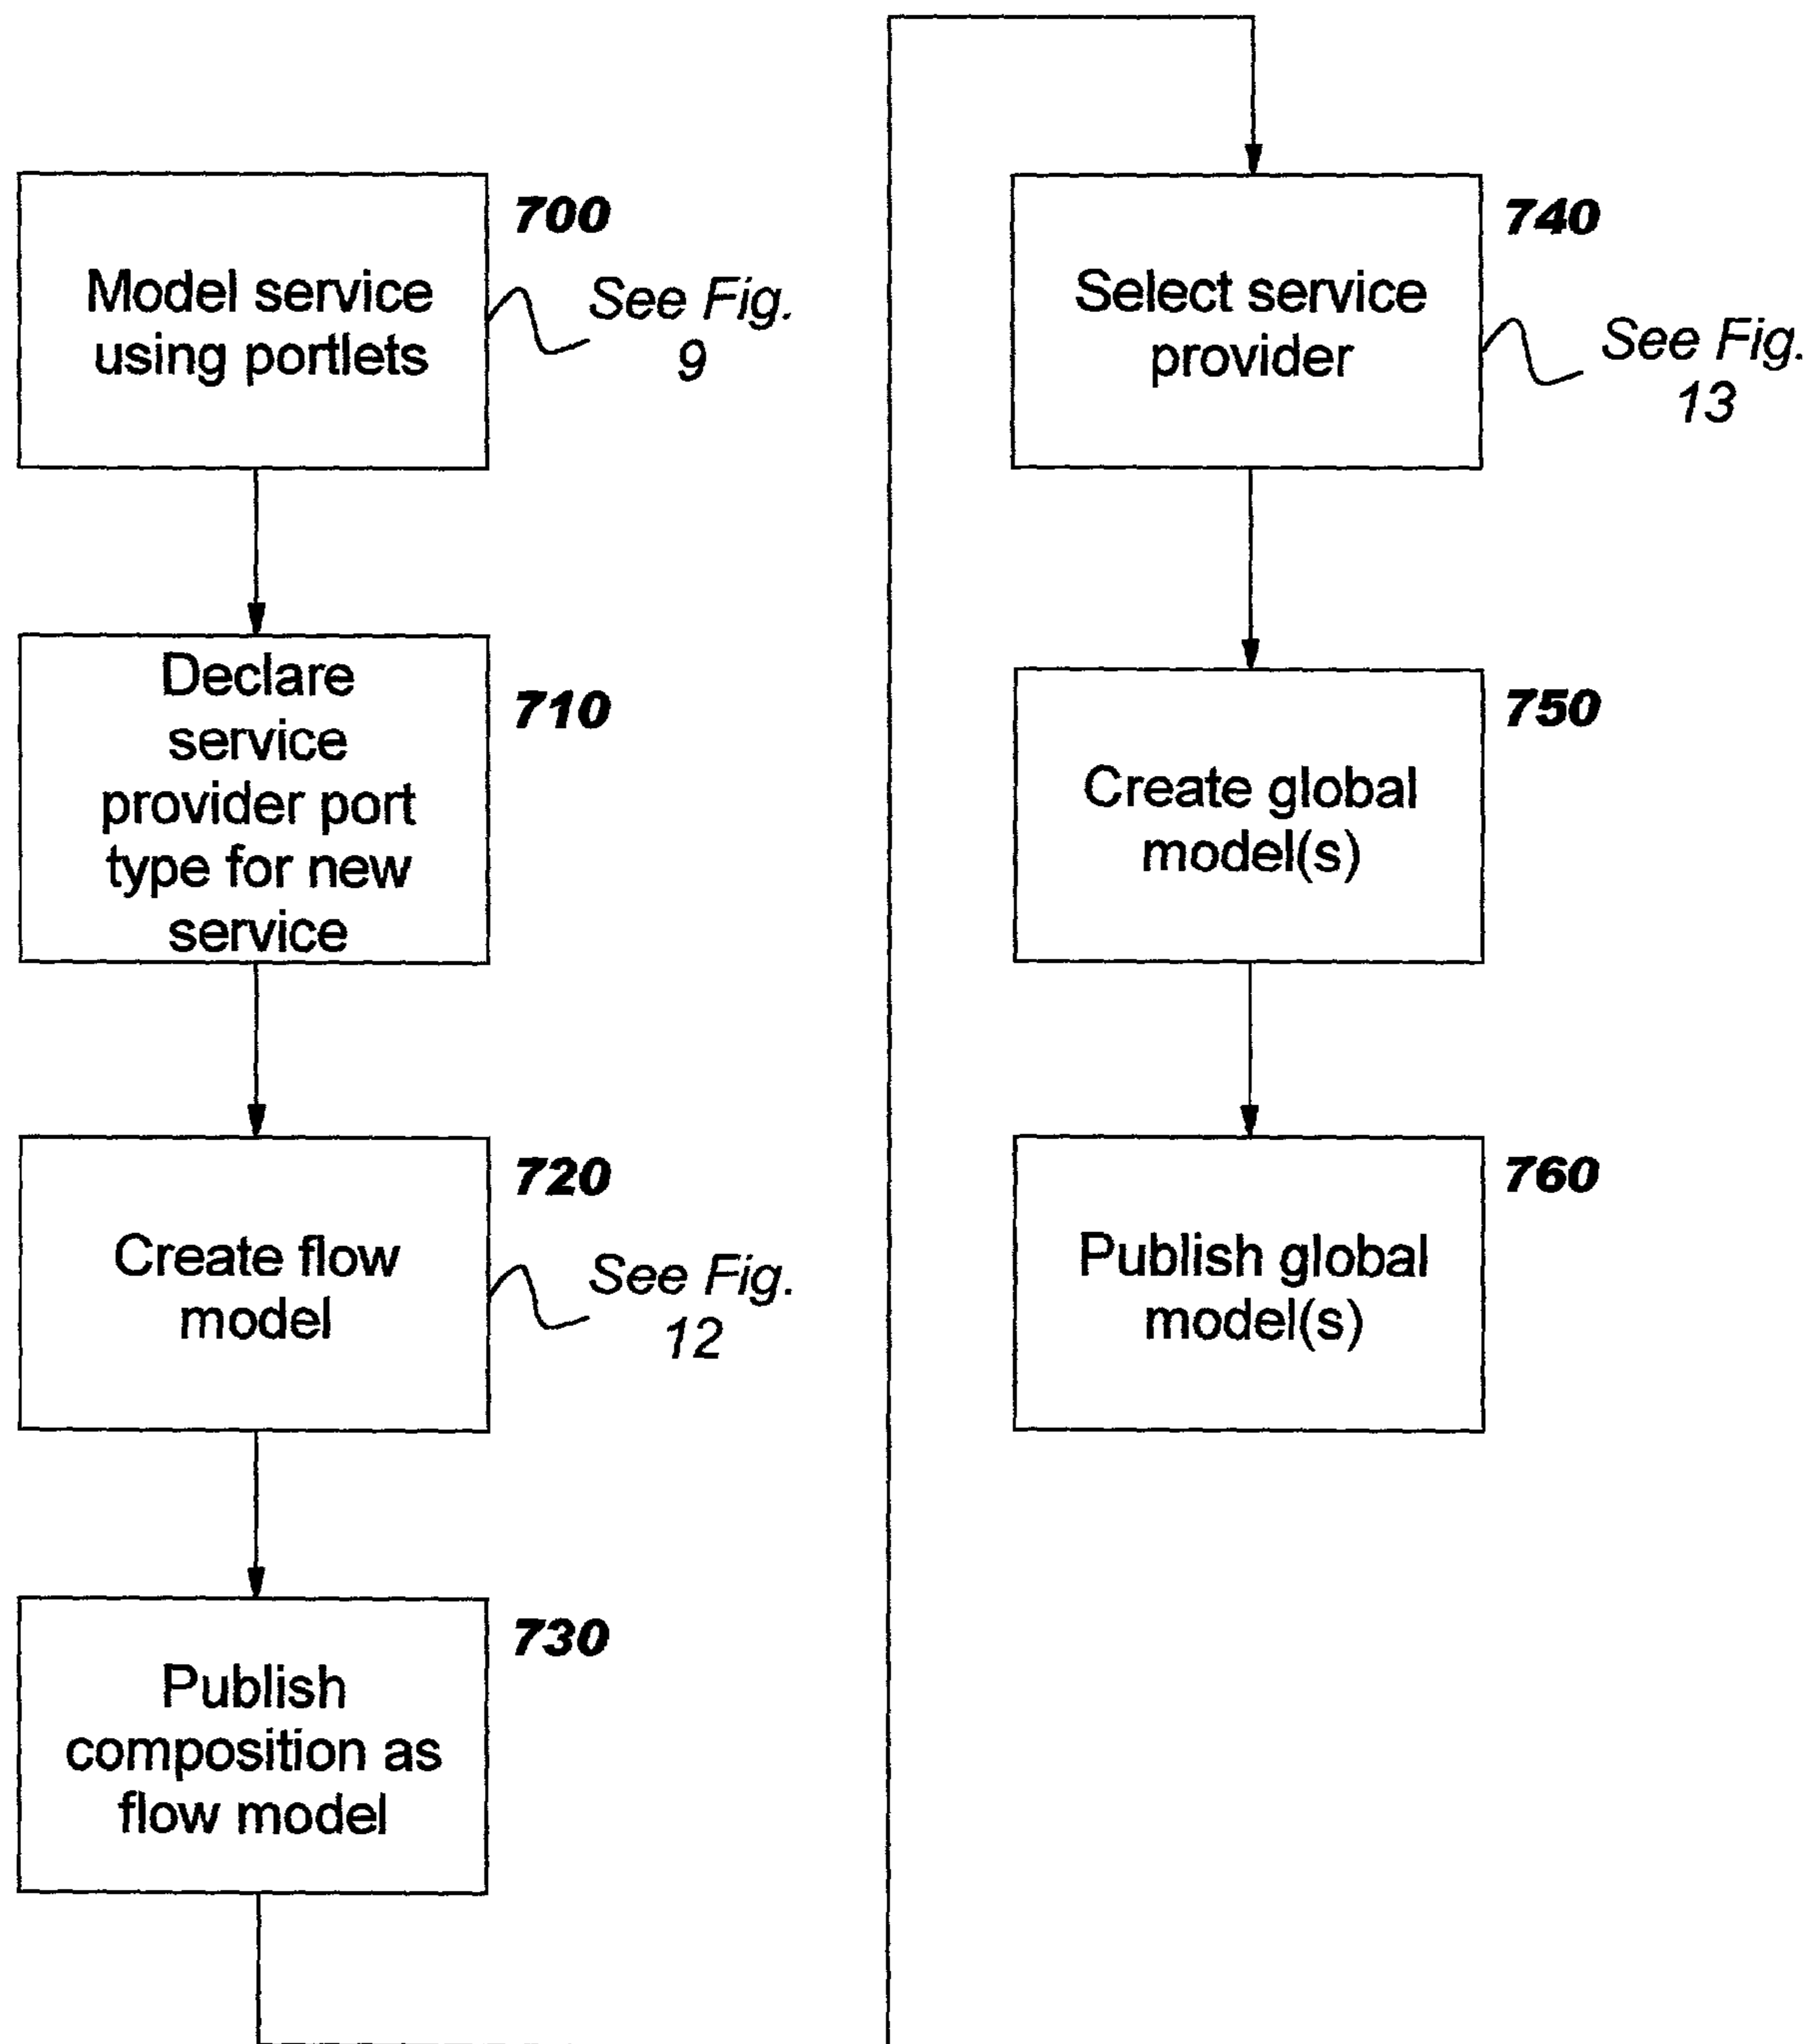 700
Model service
using portlets
See Fig.
9
710
Declare
service
provider port
type for new
service
720
Create flow
model
See Fig.
12
730
Publish
composition as
flow model
740
Select service
provider
See Fig.
13
750
Create global
model(s)
760
Publish global
model(s)